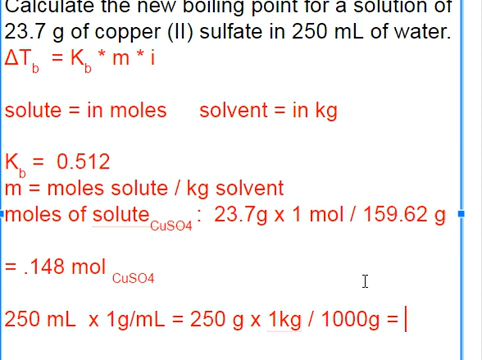 Calculate the new boiling point for a solution of
23.7 g of copper (II) sulfate in 250 mL of water.
ΔTb = Kb * m * i
solute = in moles solvent = in kg
Kb = 0.512
m = moles solute / kg solvent
moles of soluteCuSO4 : 23.7g x 1 mol / 159.62 g
= .148 mol CuSO4
250 mL x 1g/mL = 250 g x 1kg / 1000g =